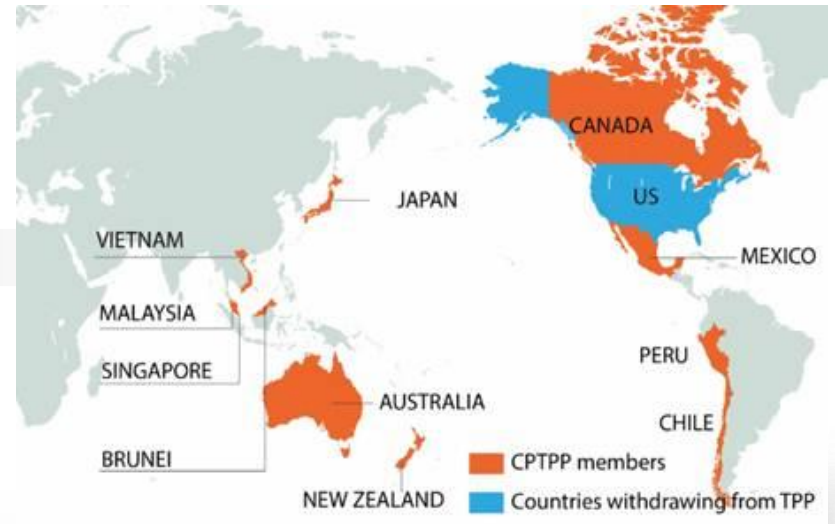 CANADA
US
JAPAN
VIETNAM
MEXICO
MALAYSIA
SINGAPORE
PERU
AUSTRALIA
CHILE
BRUNEI
CPTPP members
NEW ZEALAND
Countries withdrawing from TPP